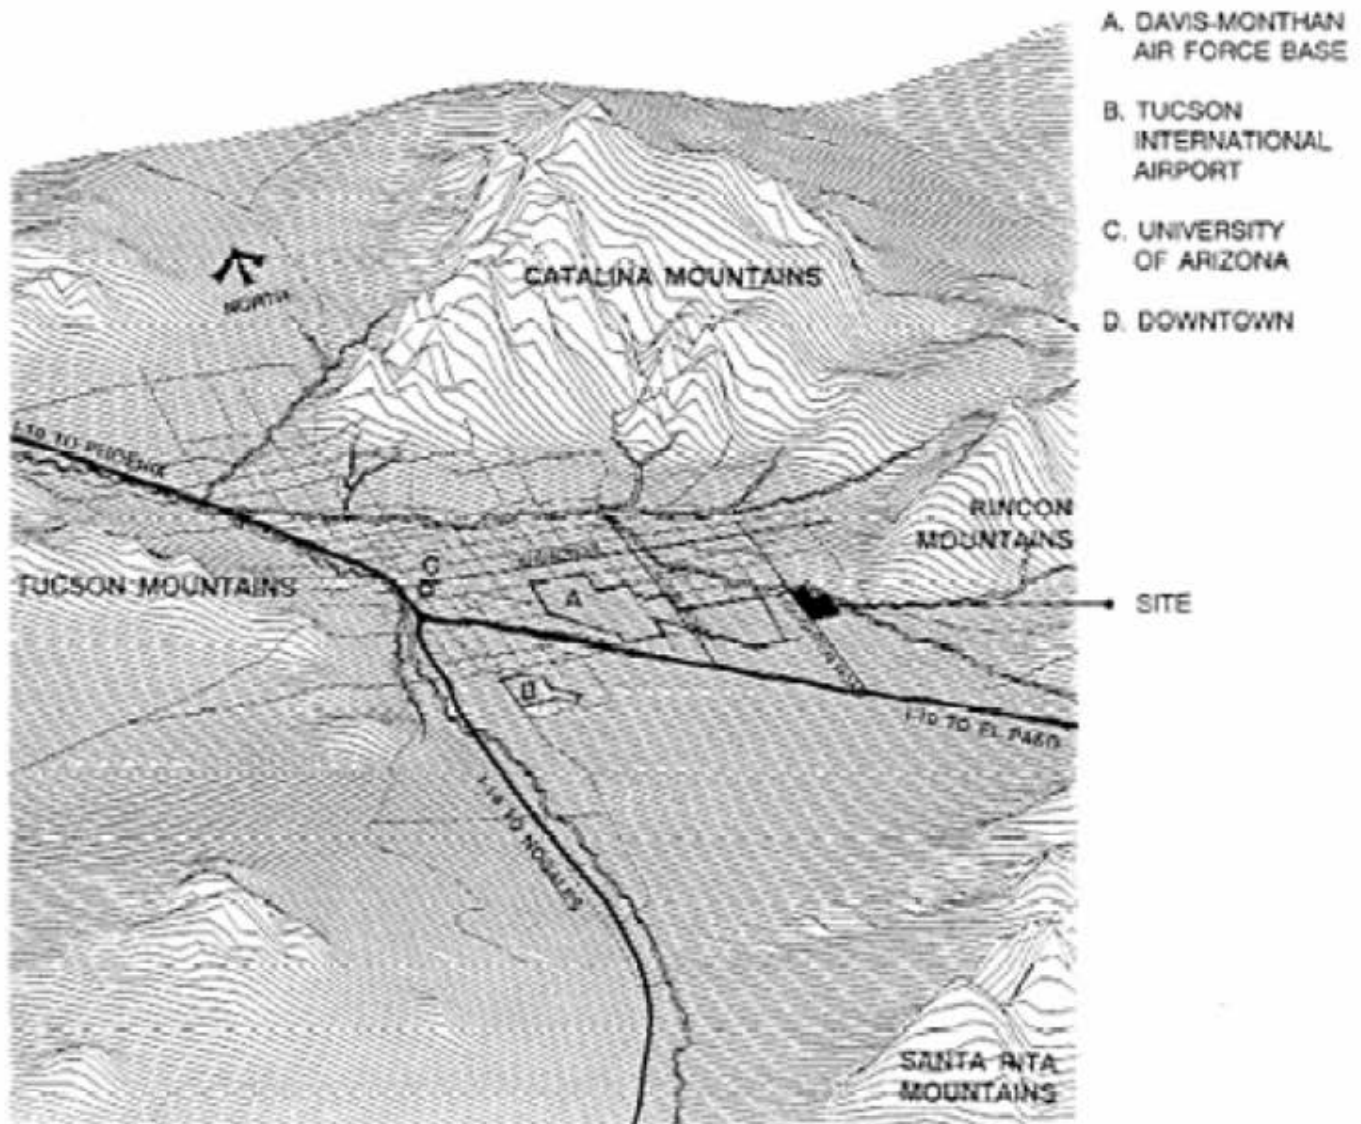 A. DAVIS-MONTHAN
AIR FORCE BASE
B. TUCSON
INTERNATIONAL
AIRPORT
C. UNIVERSITY
OF ARIZONA
D. DOWNTOWN
CATALINA MOUNTAINS
NORTH
I-10 TO PHOENIX
RINCON
MOUNTAINS
TUCSON MOUNTAINS
C
A
SITE
I-10 TO EL PASO
I-19 TO NOGALES
SANTA RITA
MOUNTAINS